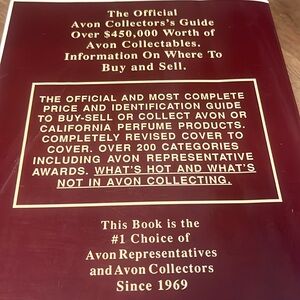 The Official
Avon Collectors's Guide
Over $450,000 Worth of
Avon Collectables.
Information On Where To
Buy and Sell.
THE OFFICIAL AND MOST COMPLETE
PRICE AND IDENTIFICATION GUIDE
TO BUY-SELL OR COLLECT AVON OR
CALIFORNIA PERFUME PRODUCTS.
COMPLETELY REVISED COVER TO
COVER. OVER 200 CATEGORIES
INCLUDING AVON REPRESENTATIVE
AWARDS. WHAT'S HOT AND WHAT'S
NOT IN AVON COLLECTING.
This Book is the
#1 Choice of
Avon Representatives
and Avon Collectors
Since 1969